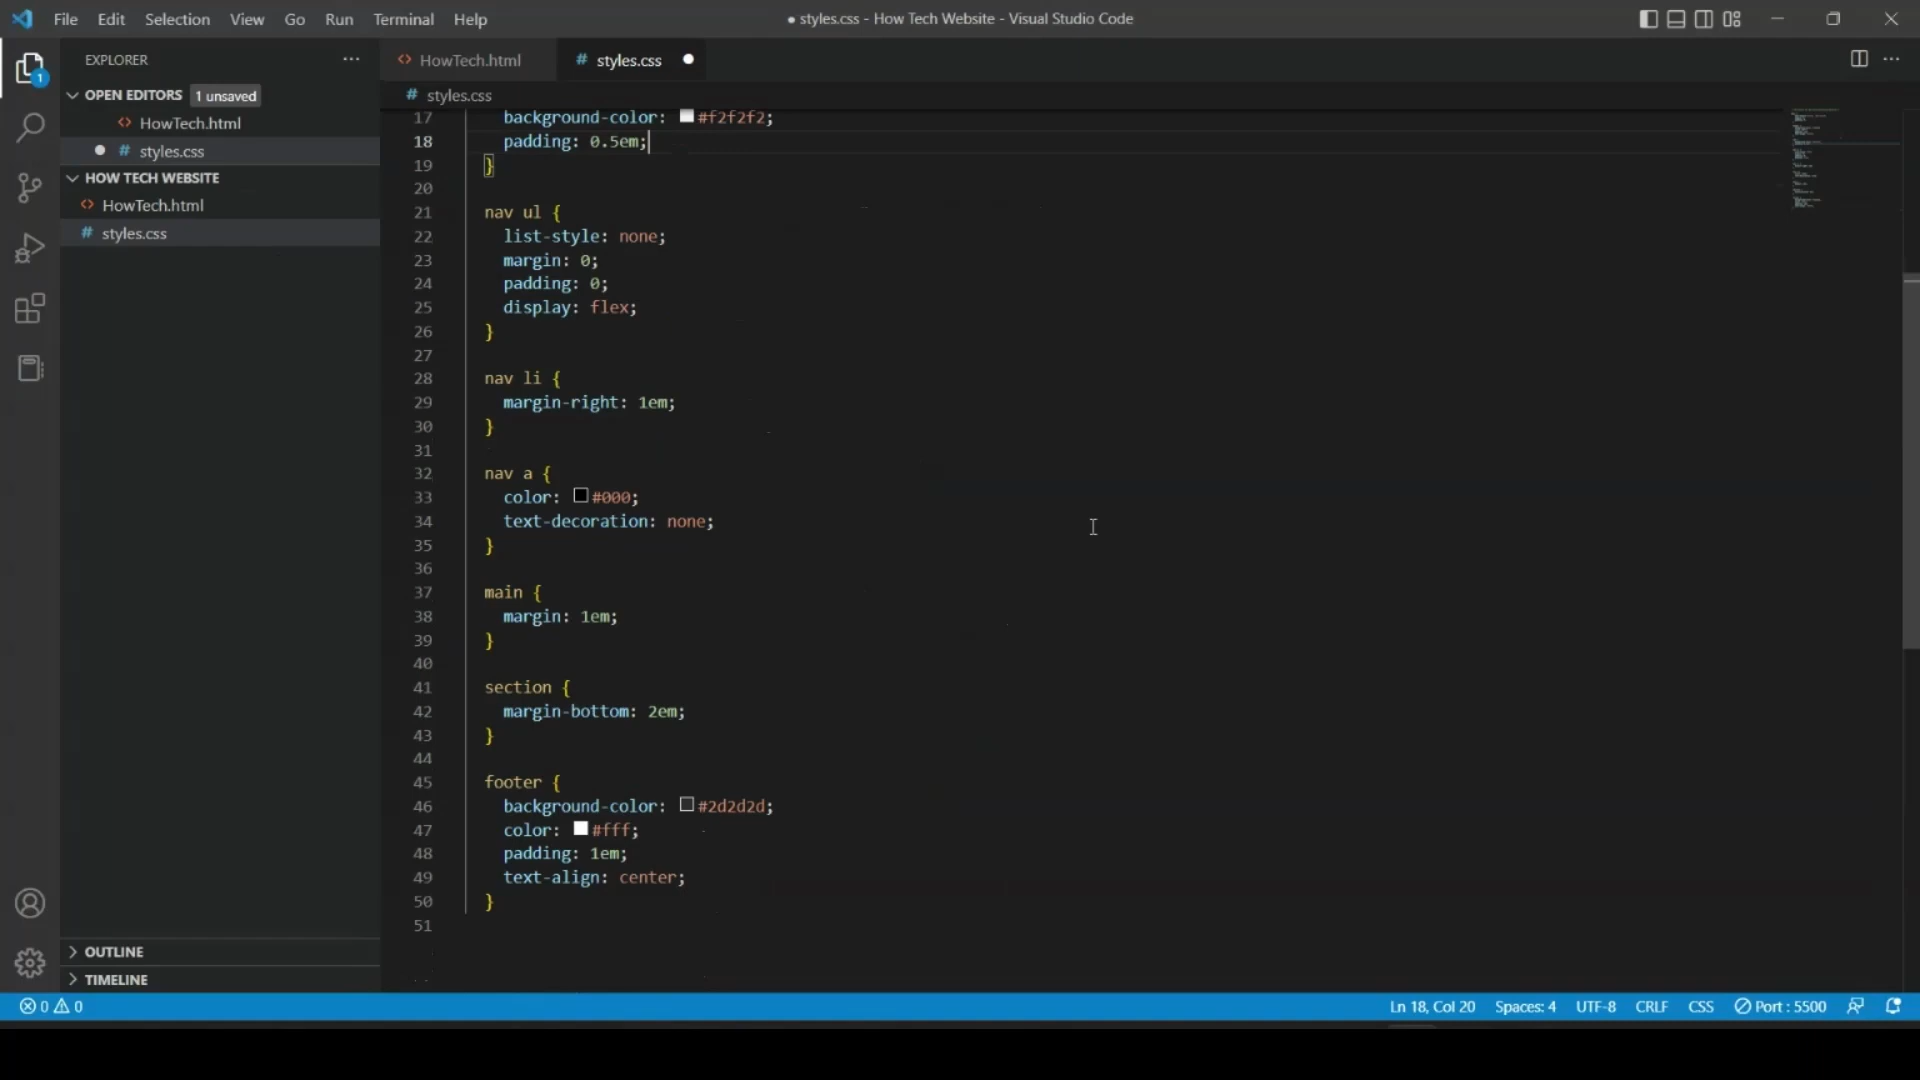 File Edit Selection View Go Run Terminal Help
● styles.css - How Tech Website - Visual Studio Code
EXPLORER
OPEN EDITORS 1 unsaved
HowTech.html
# styles.css
HOW TECH WEBSITE
HowTech.html
# styles.css
OUTLINE
TIMELINE
1
HowTech.html
# styles.css
# styles.css
17 background-color: #f2f2f2;
18 padding: 0.5em;
19 }
20
21 nav ul {
22 list-style: none;
23 margin: 0;
24 padding: 0;
25 display: flex;
26 }
27
28 nav li {
29 margin-right: 1em;
30 }
31
32 nav a {
33 color: #000;
34 text-decoration: none;
35 }
36
37 main {
38 margin: 1em;
39 }
40
41 section {
42 margin-bottom: 2em;
43 }
44
45 footer {
46 background-color: #2d2d2d;
47 color: #fff;
48 padding: 1em;
49 text-align: center;
50 }
51
0 0
Ln 18, Col 20 Spaces: 4 UTF-8 CRLF CSS Port : 5500